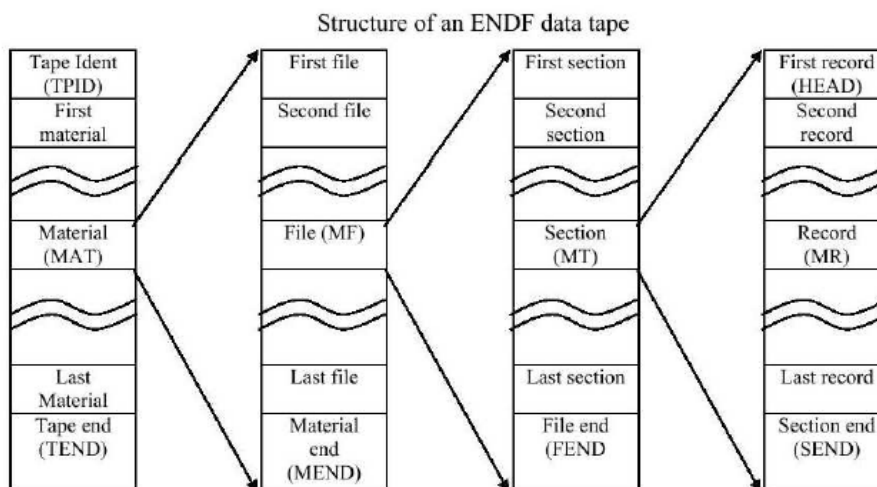 Structure of an ENDF data tape
Tape Ident
(TPID)
First
material
Material
(MAT)
Last
Material
Tape end
(TEND)
First file
Second file
File (MF)
Last file
Material
end
(MEND)
First section
Second
section
Section
(MT)
Last section
File end
(FEND
First record
(HEAD)
Second
record
Record
(MR)
Last record
Section end
(SEND)